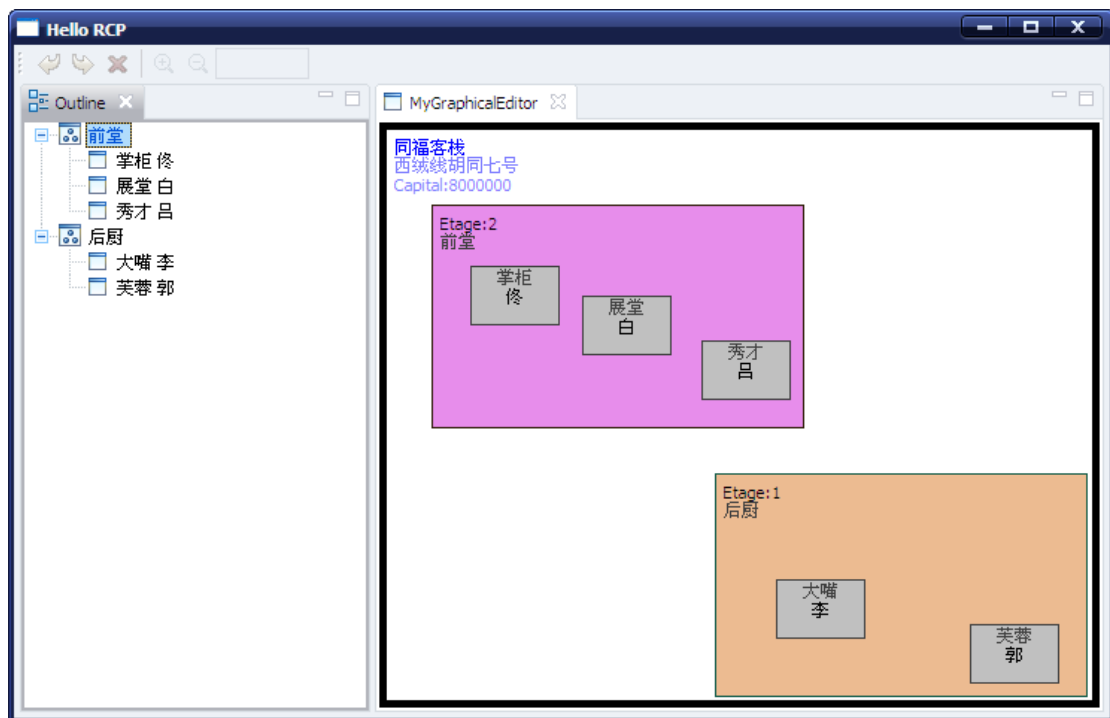 Hello RCP
Outline
前堂
掌柜 佟
展堂 白
秀才 吕
后厨
大嘴 李
芙蓉 郭
MyGraphicalEditor
同福客栈
西绒线胡同七号
Capital:8000000
Etage:2
前堂
掌柜
佟
展堂
白
秀才
吕
Etage:1
后厨
大嘴
李
芙蓉
郭